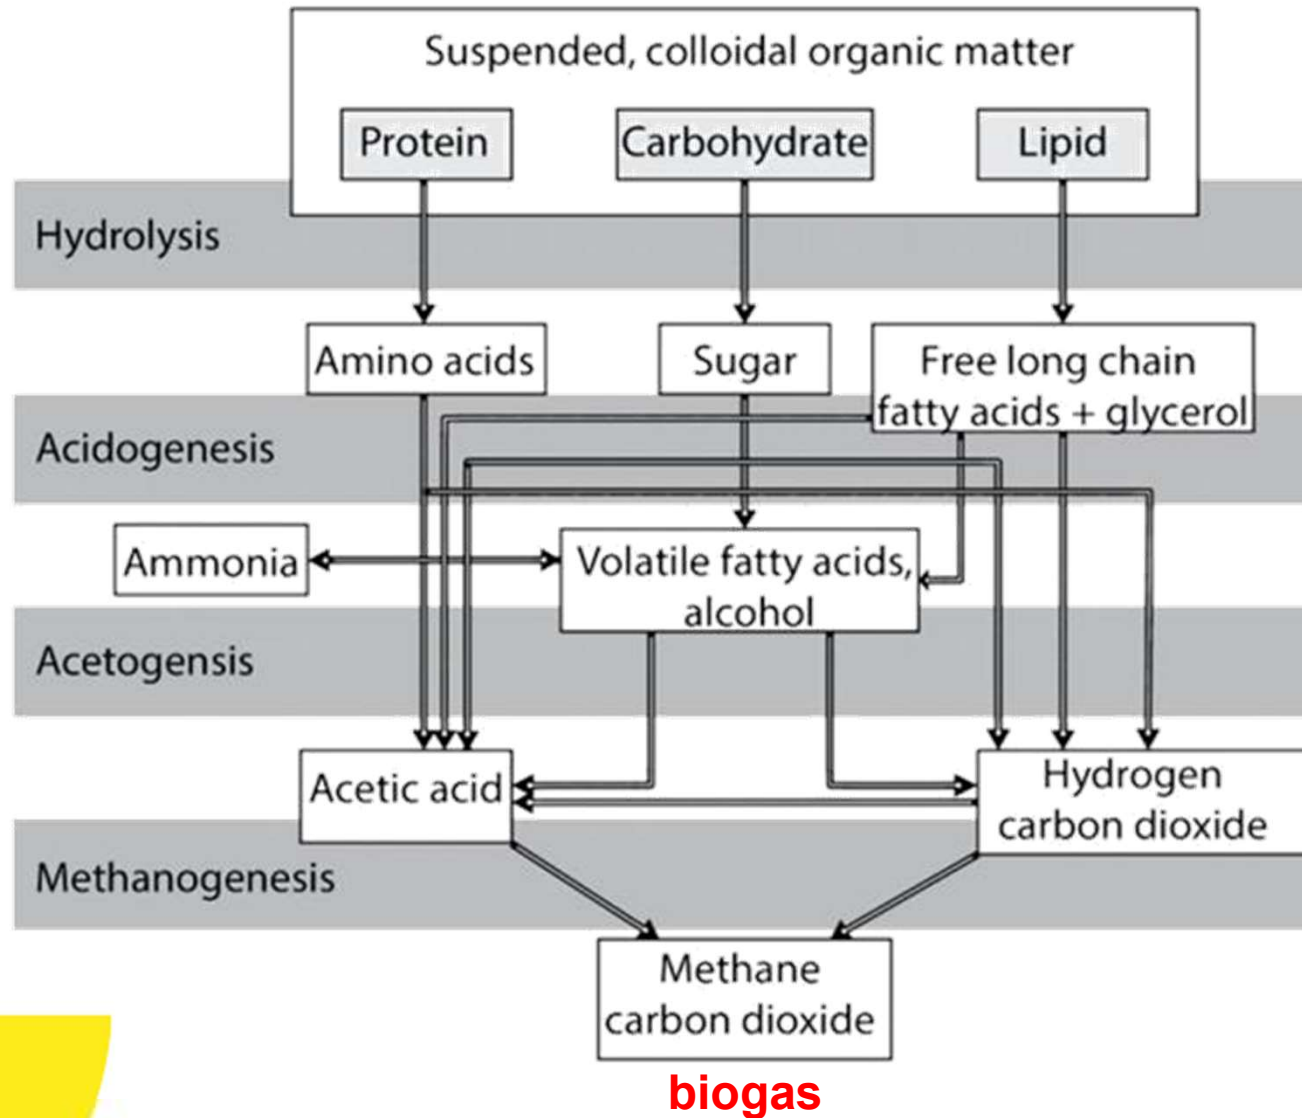 Suspended, colloidal organic matter
Protein
Carbohydrate
Lipid
Hydrolysis
Amino acids
Sugar
Free long chain
fatty acids + glycerol
Acidogenesis
Ammonia
Volatile fatty acids,
alcohol
Acetogensis
Acetic acid
Hydrogen
carbon dioxide
Methanogenesis
Methane
carbon dioxide
biogas